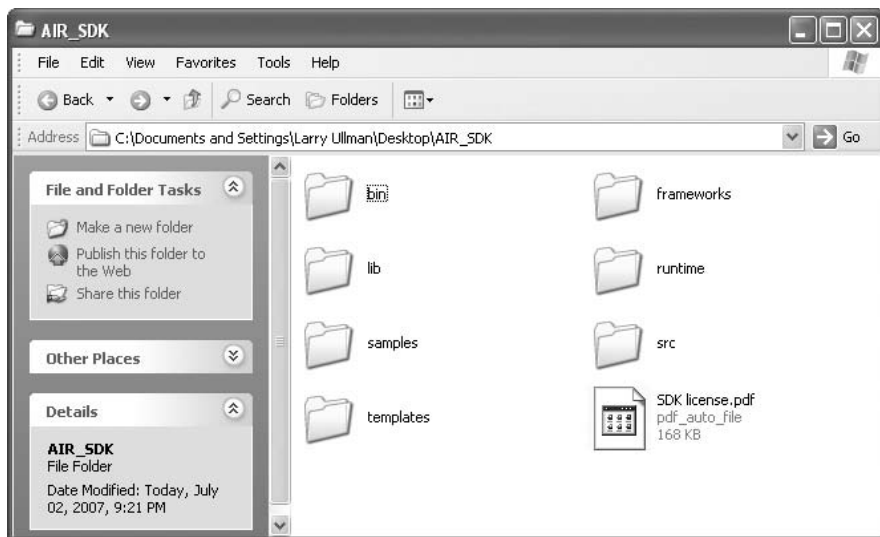 AIR_SDK
File Edit View Favorites Tools Help
Back Search Folders
Address C:\Documents and Settings\Larry Ullman\Desktop\AIR_SDK Go
File and Folder Tasks
Make a new folder
Publish this folder to
the Web
Share this folder
Other Places
Details
AIR_SDK
File Folder
Date Modified: Today, July
02, 2007, 9:21 PM
bin frameworks
lib runtime
samples src
templates SDK license.pdf
pdf_auto_file
168 KB